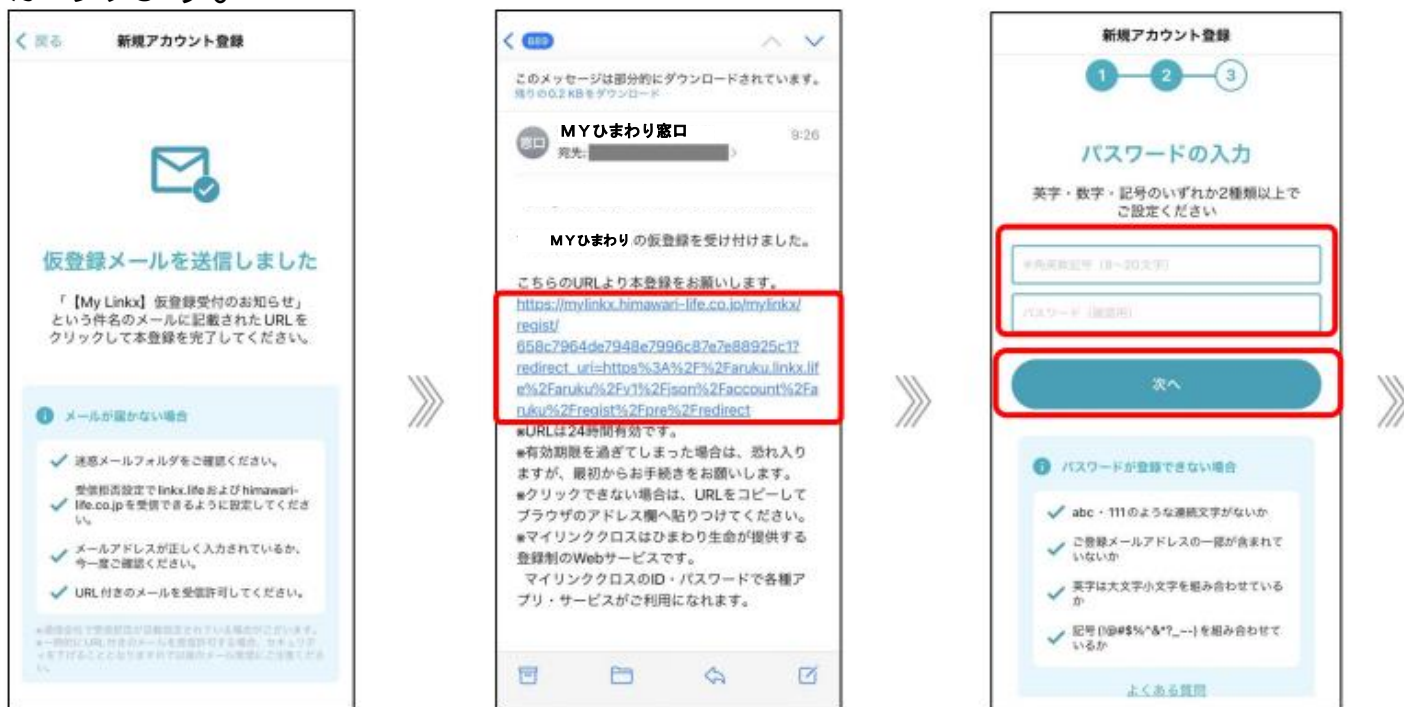 戻る 新規アカウント登録
仮登録メールを送信しました
「【My Linkx】仮登録受付のお知らせ」
という件名のメールに記載されたURLを
クリックして本登録を完了してください。
メールが届かない場合
迷惑メールフォルダをご確認ください。
受信拒否設定でlinkx.lifeおよびhimawari-
life.co.jpを受信できるように設定してくださ
い。
メールアドレスが正しく入力されているか、
今一度ご確認ください。
URL付きのメールを受信許可してください。
このメッセージは部分的にダウンロードされています。
残りの0.2 KBをダウンロード
窓口 MYひまわり窓口 9:26
宛先:
MYひまわりの仮登録を受け付けました。
こちらのURLより本登録をお願いします。
https://mylinkx.himawari-life.co.jp/mylinkx/
regist/
658c7964de7948e7996c87e7e88925c1?
redirect_uri=https%3A%2F%2Faruku.linkx.lif
e%2Faruku%2Fv1%2Fjson%2Faccount%2Fa
ruku%2Fregist%2Fpre%2Fredirect
※URLは24時間有効です。
※有効期限を過ぎてしまった場合は、恐れ入り
ますが、最初からお手続きをお願いします。
※クリックできない場合は、URLをコピーして
ブラウザのアドレス欄へ貼りつけてください。
※マイリンククロスはひまわり生命が提供する
登録制のWebサービスです。
マイリンククロスのID・パスワードで各種ア
プリ・サービスがご利用になれます。
新規アカウント登録
1 2 3
パスワードの入力
英字・数字・記号のいずれか2種類以上で
ご設定ください
半角英数記号（8~20文字）
パスワード（確認用）
次へ
パスワードが登録できない場合
abc・111のような連続文字がないか
ご登録メールアドレスの一部が含まれて
いないか
英字は大文字小文字を組み合わせている
か
を組み合わせて
いるか
よくある質問